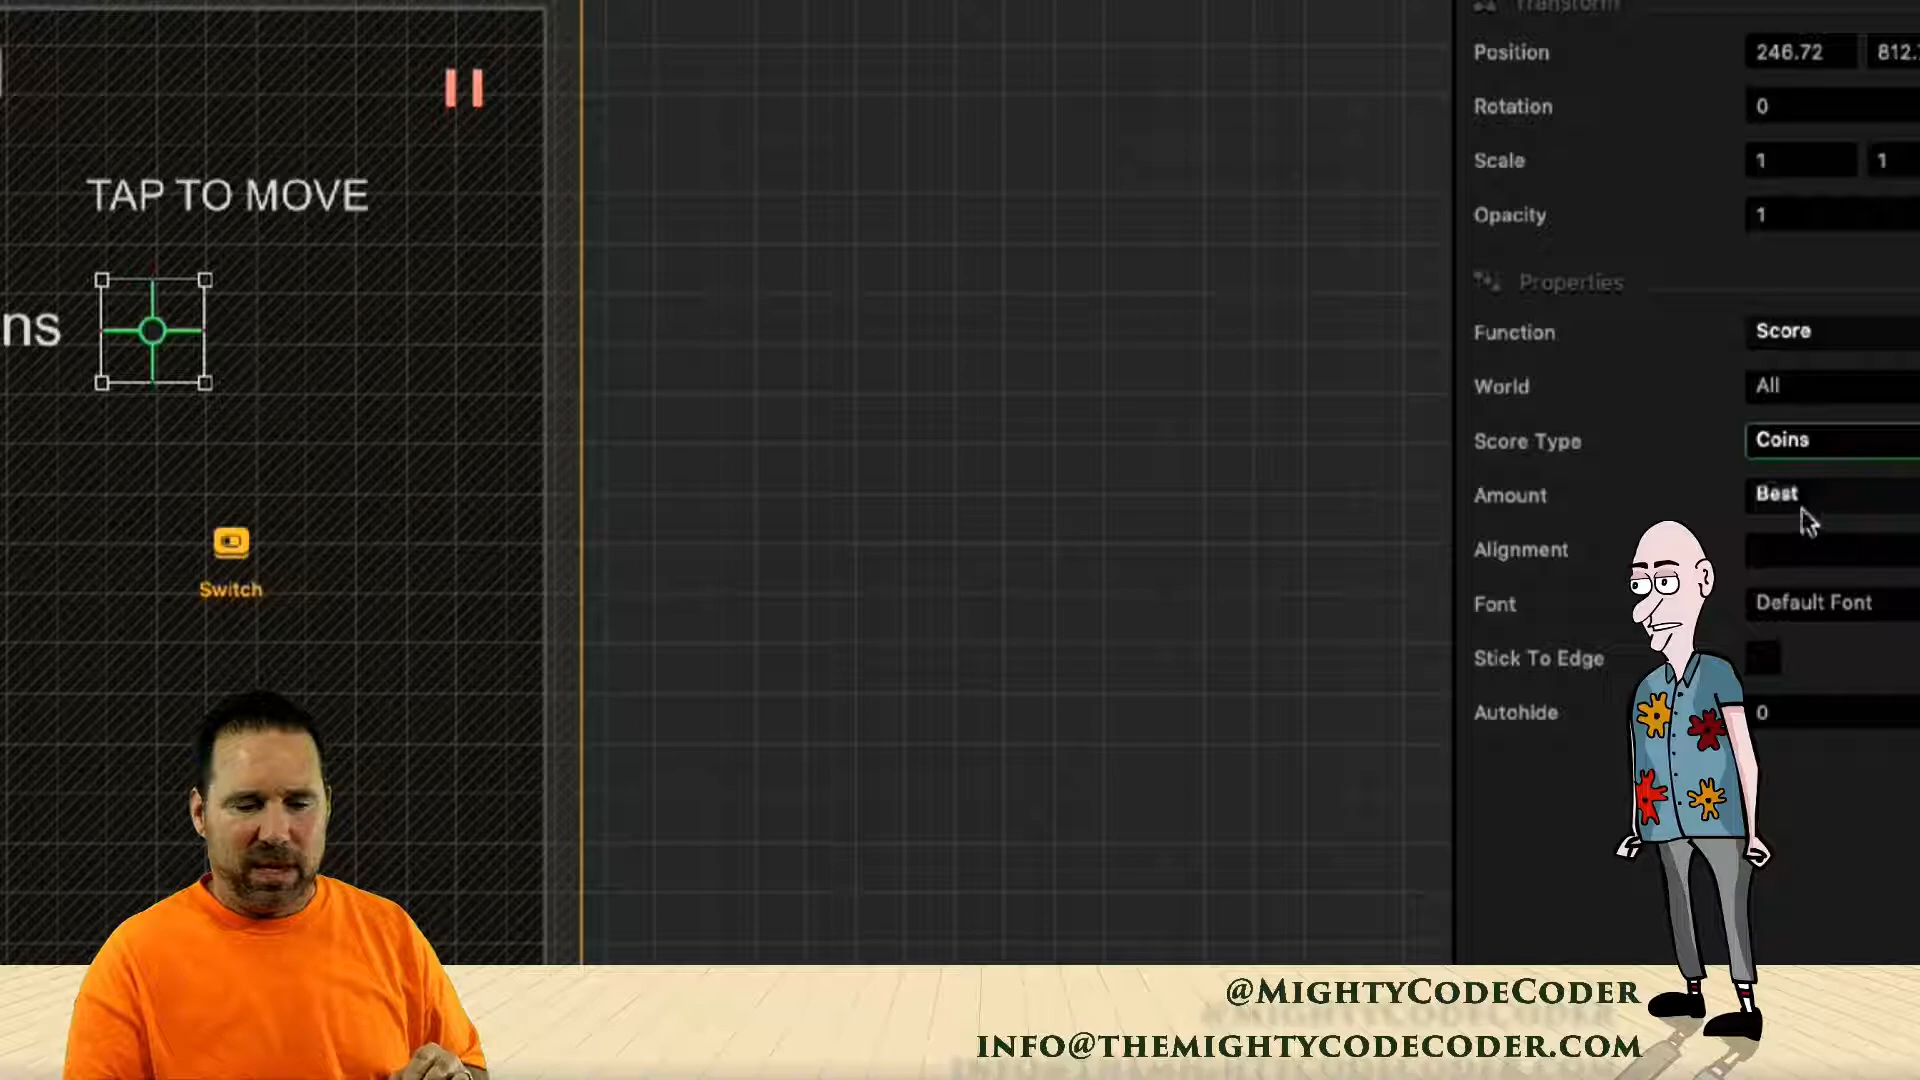 TAP TO MOVE
ns
Switch
Transform
Position 246.72 812.
Rotation 0
Scale 1 1
Opacity 1
Properties
Function Score
World All
Score Type Coins
Amount Best
Alignment
Font Default Font
Stick To Edge
Autohide 0
@MightyCodeCoder
info@themightycodecoder.com